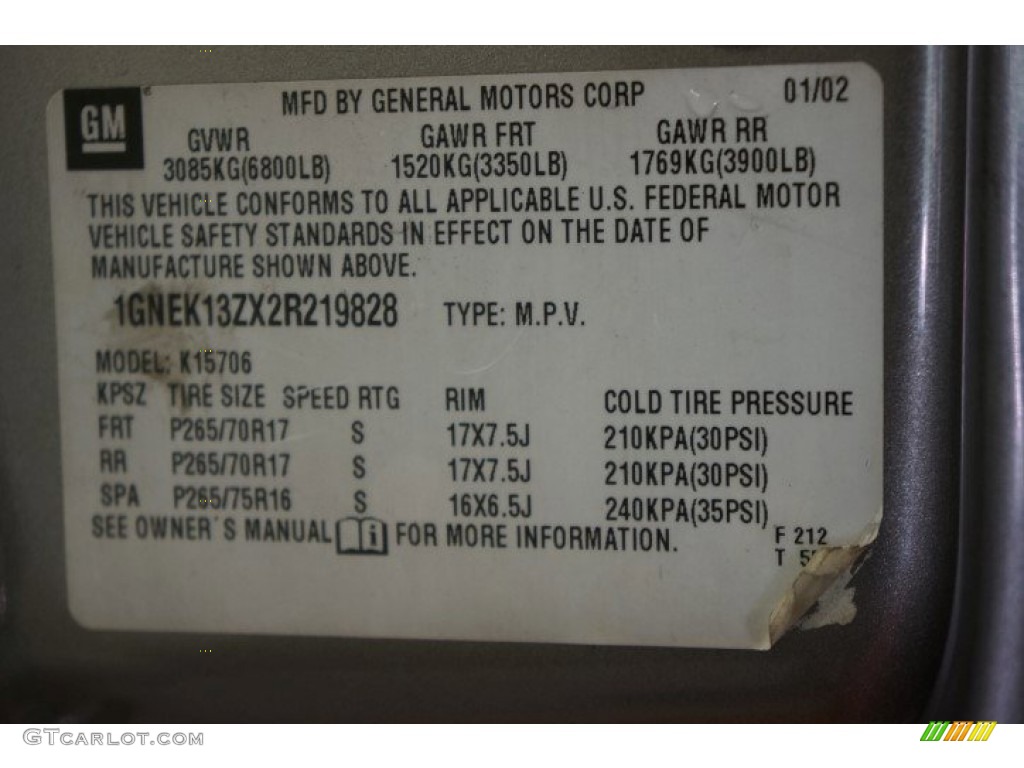 GM
MFD BY GENERAL MOTORS CORP 01/02
GVWR GAWR FRT GAWR RR
3085KG(6800LB) 1520KG(3350LB) 1769KG(3900LB)
THIS VEHICLE CONFORMS TO ALL APPLICABLE U.S. FEDERAL MOTOR
VEHICLE SAFETY STANDARDS IN EFFECT ON THE DATE OF
MANUFACTURE SHOWN ABOVE.
1GNEK13ZX2R219828 TYPE: M.P.V.
MODEL: K15706
KPSZ TIRE SIZE SPEED RTG RIM COLD TIRE PRESSURE
FRT P265/70R17 S 17X7.5J 210KPA(30PSI)
RR P265/70R17 S 17X7.5J 210KPA(30PSI)
SPA P265/75R16 S 16X6.5J 240KPA(35PSI)
SEE OWNER'S MANUAL FOR MORE INFORMATION.
F 212
T
GTCARLOT.COM